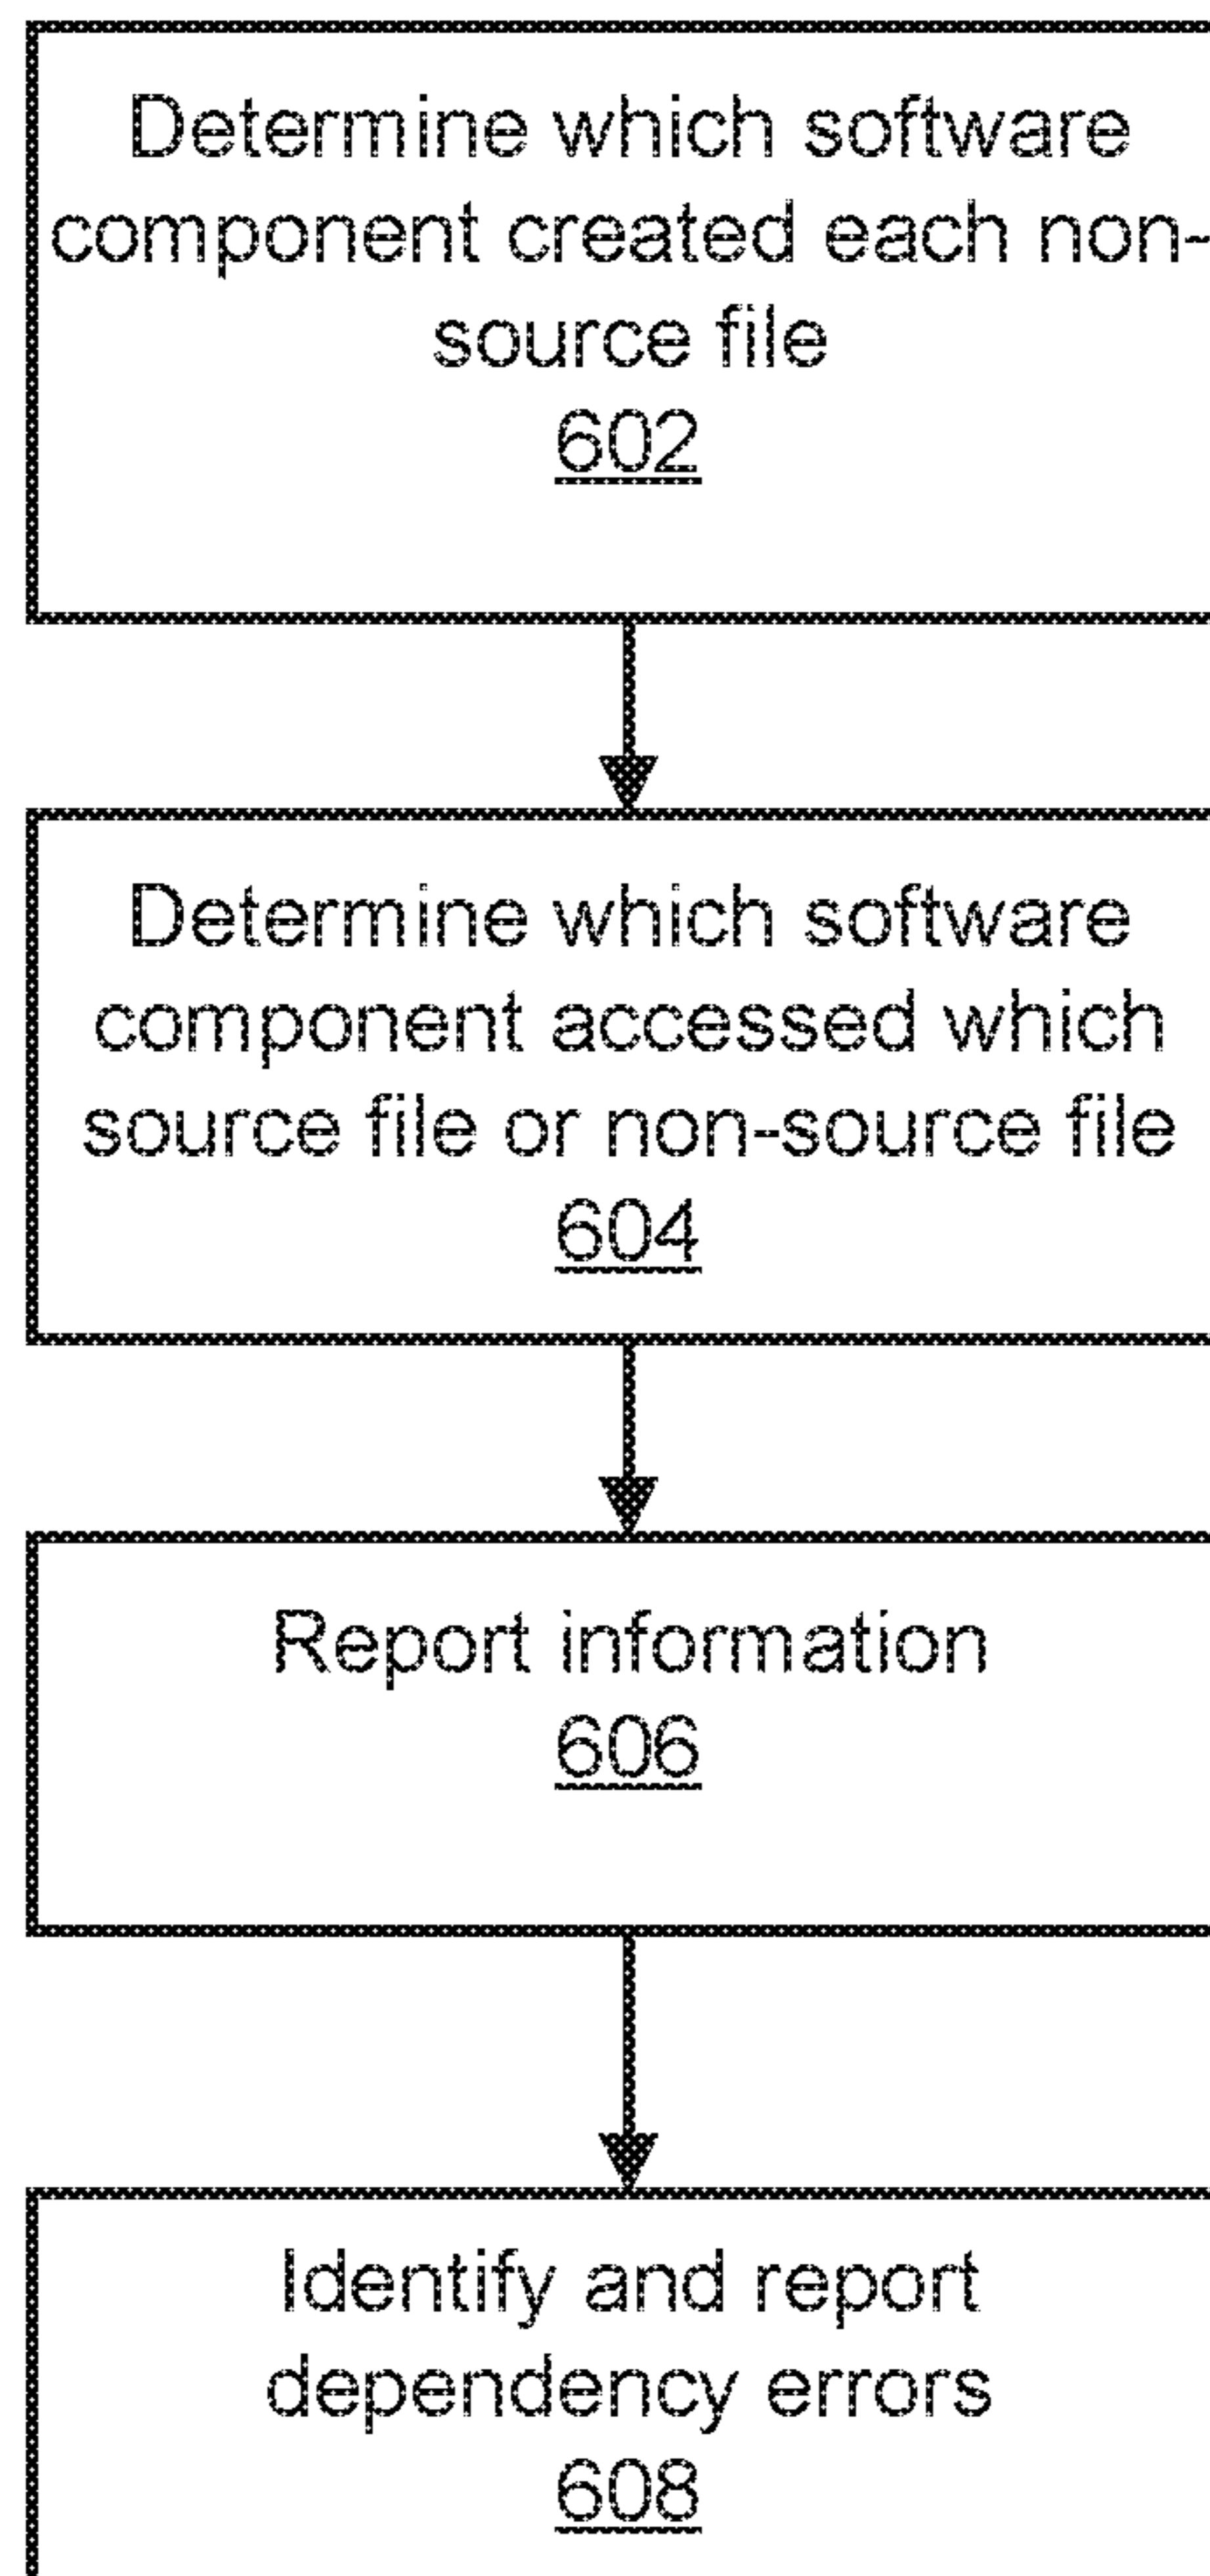 Determine which software
component created each non-
source file
602
Determine which software
component accessed which
source file or non-source file
604
Report information
606
Identify and report
dependency errors
608